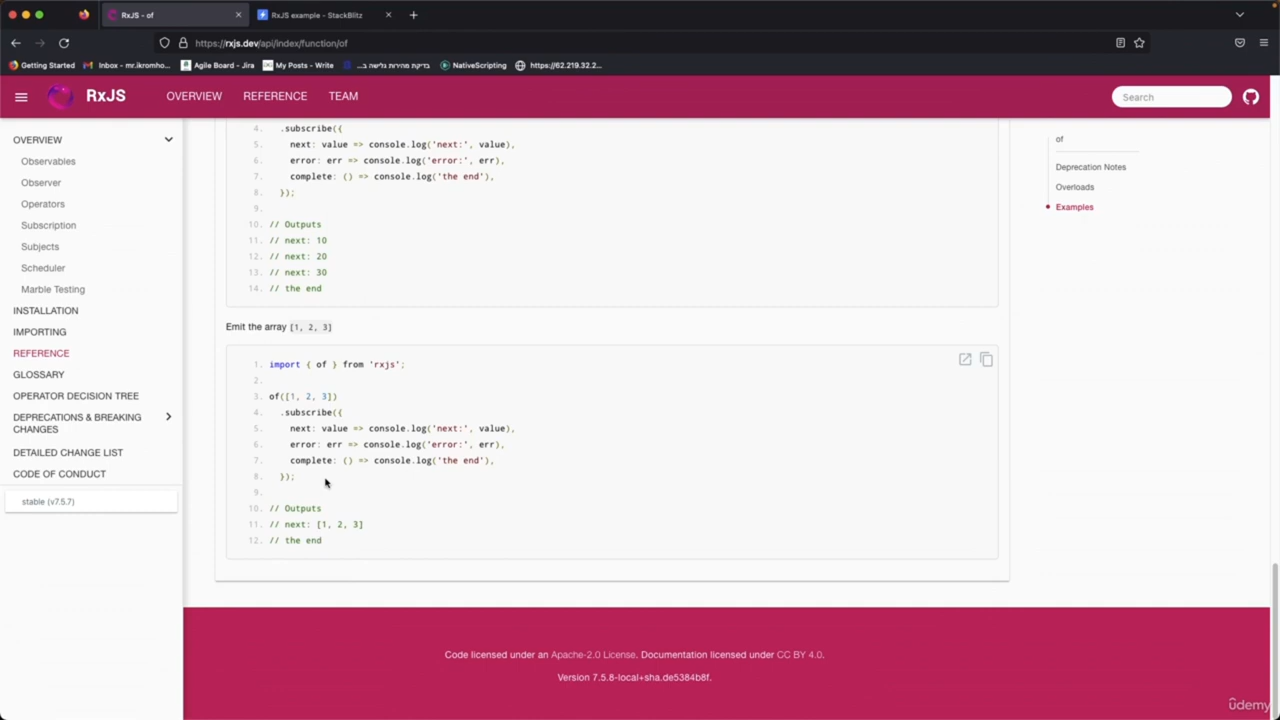 RxJS - of
RxJS example - StackBlitz
https://rxjs.dev/api/index/function/of
Getting Started
Inbox - mr.ikromho...
Agile Board - Jira
My Posts - Write
בדיקת מהירות גלישה ב...
NativeScripting
https://62.219.32.2...
RxJS
OVERVIEW
REFERENCE
TEAM
Search
OVERVIEW
Observables
Observer
Operators
Subscription
Subjects
Scheduler
Marble Testing
INSTALLATION
IMPORTING
REFERENCE
GLOSSARY
OPERATOR DECISION TREE
DEPRECATIONS & BREAKING
CHANGES
DETAILED CHANGE LIST
CODE OF CONDUCT
stable (v7.5.7)
4. .subscribe({
5. next: value => console.log('next:', value),
6. error: err => console.log('error:', err),
7. complete: () => console.log('the end'),
8. });
9.
10. // Outputs
11. // next: 10
12. // next: 20
13. // next: 30
14. // the end
Emit the array [1, 2, 3]
1. import { of } from 'rxjs';
2.
3. of([1, 2, 3])
4. .subscribe({
5. next: value => console.log('next:', value),
6. error: err => console.log('error:', err),
7. complete: () => console.log('the end'),
8. });
9.
10. // Outputs
11. // next: [1, 2, 3]
12. // the end
of
Deprecation Notes
Overloads
Examples
Code licensed under an Apache-2.0 License. Documentation licensed under CC BY 4.0.
Version 7.5.8-local+sha.de5384b8f.
ûdemy